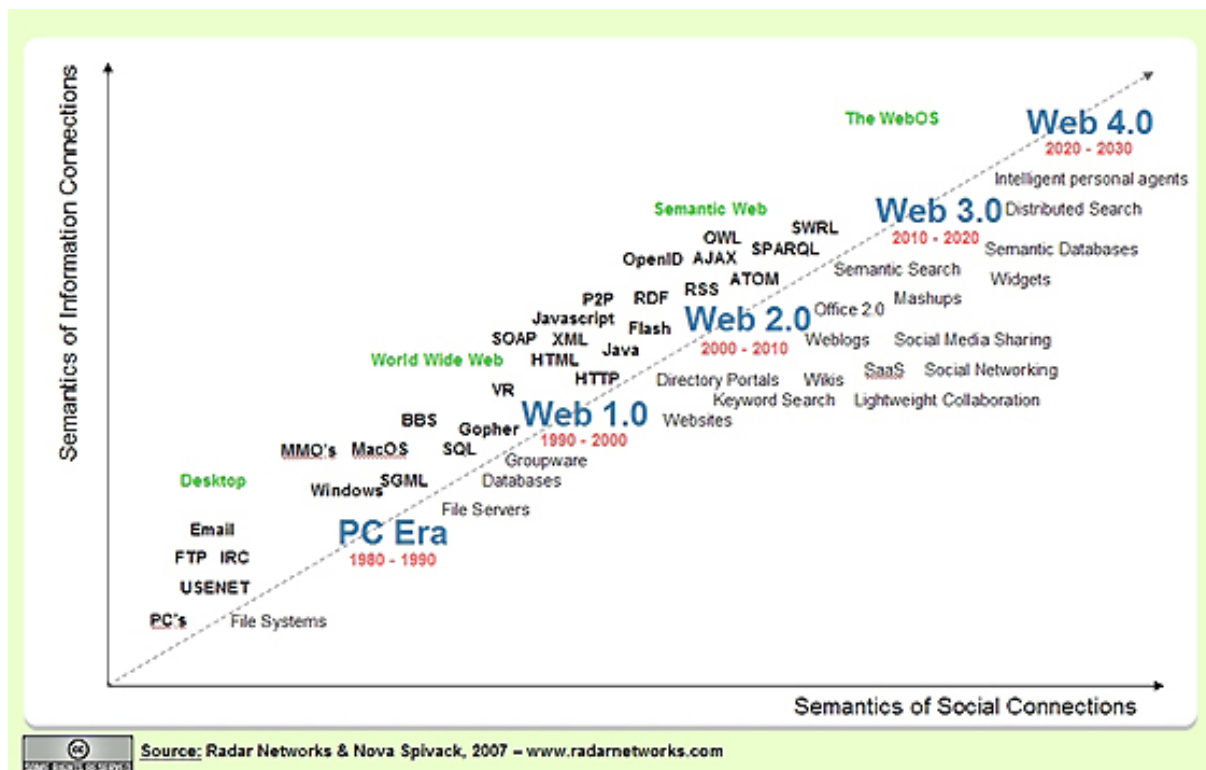 Semantics of Information Connections
The WebOS
Web 4.0
2020 - 2030
Intelligent personal agents
Semantic Web
Web 3.0
Distributed Search
2010 - 2020
SWRL
OWL
SPARQL
Semantic Databases
OpenID
AJAX
Semantic Search
ATOM
Widgets
RSS
P2P
RDF
Mashups
Javascript
Flash
Web 2.0
Office 2.0
SOAP
XML
Java
2000 - 2010
Weblogs
Social Media Sharing
World Wide Web
HTML
HTTP
Directory Portals
Wikis
SaaS
Social Networking
VR
Keyword Search
Lightweight Collaboration
BBS
Gopher
Web 1.0
Websites
1990 - 2000
MMO's
MacOS
SQL
Groupware
Desktop
Windows
SGML
Databases
File Servers
Email
PC Era
FTP
IRC
1980 - 1990
USENET
PC's
File Systems
Semantics of Social Connections
cc
SOME RIGHTS RESERVED
Source: Radar Networks & Nova Spivack, 2007 – www.radarnetworks.com